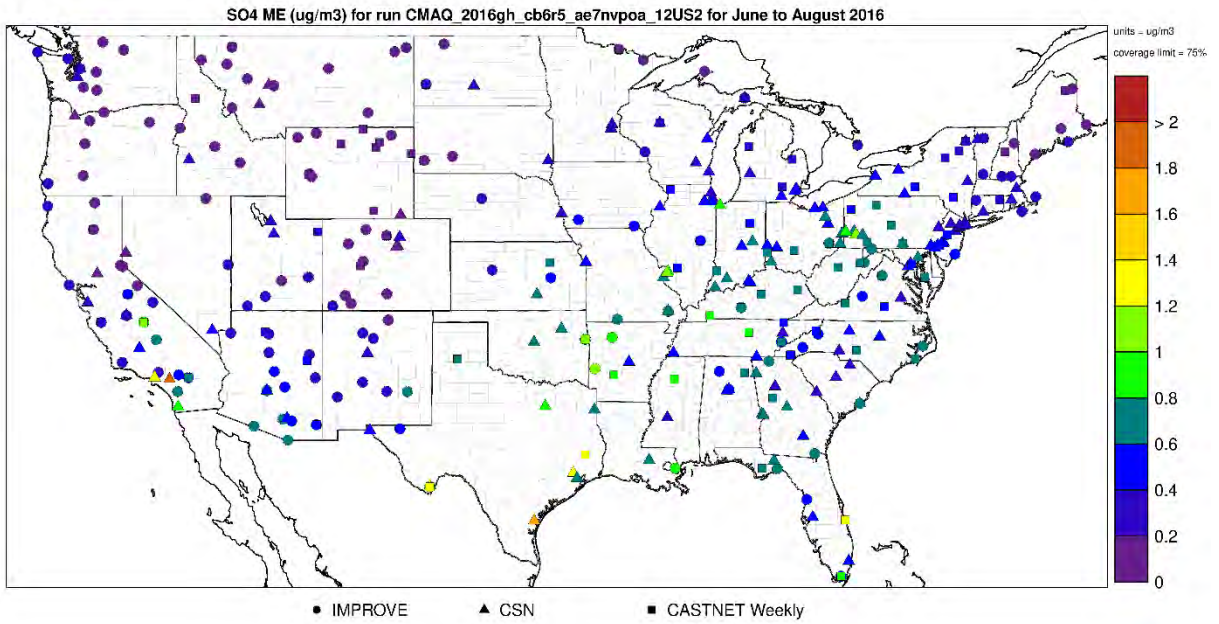 SO4 ME (ug/m3) for run CMAQ_2016gh_cb6r5_ae7nvpoa_12US2 for June to August 2016
units = ug/m3
coverage limit = 75%
> 2
1.8
1.6
1.4
1.2
1
0.8
0.6
0.4
0.2
0
IMPROVE CSN CASTNET Weekly